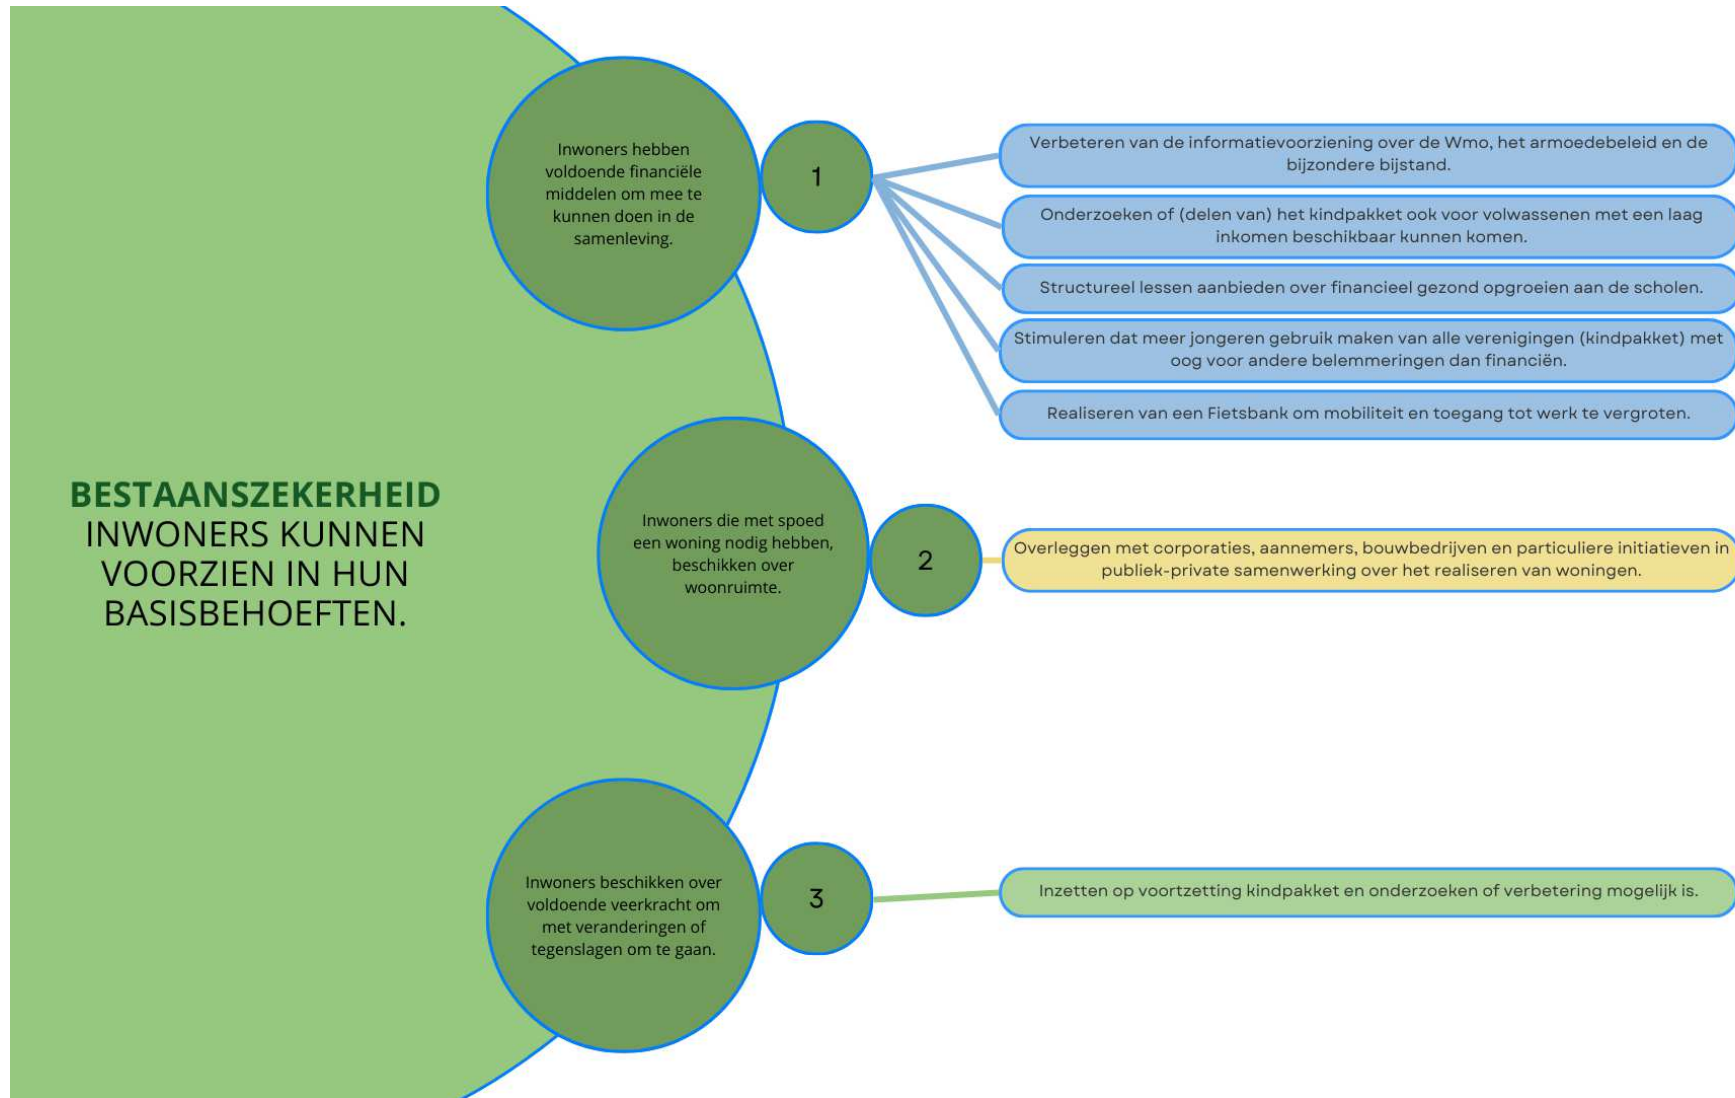 BESTAANSZEKERHEID
INWONERS KUNNEN
VOORZIEN IN HUN
BASISBEHOEFTEN.
Inwoners hebben
voldoende financiële
middelen om mee te
kunnen doen in de
samenleving.
1
Verbeteren van de informatievoorziening over de Wmo, het armoedebeleid en de
bijzondere bijstand.
Onderzoeken of (delen van) het kindpakket ook voor volwassenen met een laag
inkomen beschikbaar kunnen komen.
Structureel lessen aanbieden over financieel gezond opgroeien aan de scholen.
Stimuleren dat meer jongeren gebruik maken van alle verenigingen (kindpakket) met
oog voor andere belemmeringen dan financiën.
Realiseren van een Fietsbank om mobiliteit en toegang tot werk te vergroten.
Inwoners die met spoed
een woning nodig hebben,
beschikken over
woonruimte.
2
Overleggen met corporaties, aannemers, bouwbedrijven en particuliere initiatieven in
publiek-private samenwerking over het realiseren van woningen.
Inwoners beschikken over
voldoende veerkracht om
met veranderingen of
tegenslagen om te gaan.
3
Inzetten op voortzetting kindpakket en onderzoeken of verbetering mogelijk is.